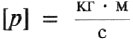 [p] = кг · м / с